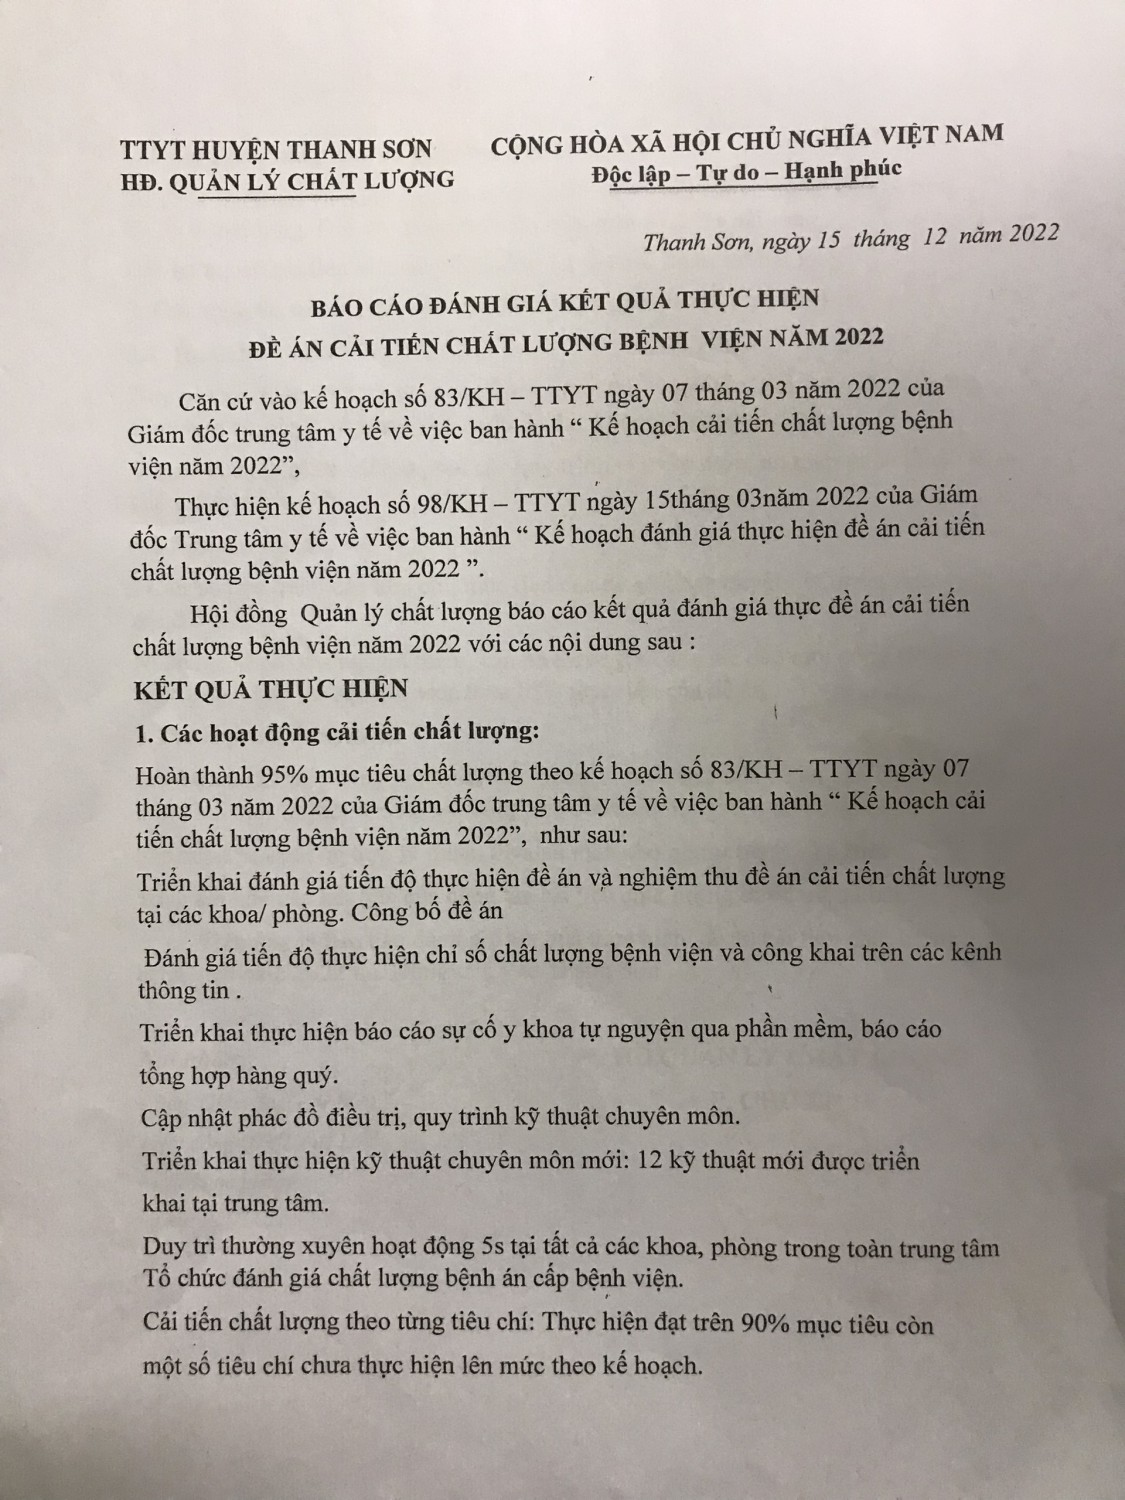 TTYT HUYỆN THANH SƠN
HĐ. QUẢN LÝ CHẤT LƯỢNG
CỘNG HÒA XÃ HỘI CHỦ NGHĨA VIỆT NAM
Độc lập – Tự do – Hạnh phúc
Thanh Sơn, ngày 15 tháng 12 năm 2022
BÁO CÁO ĐÁNH GIÁ KẾT QUẢ THỰC HIỆN
ĐỀ ÁN CẢI TIẾN CHẤT LƯỢNG BỆNH VIỆN NĂM 2022
Căn cứ vào kế hoạch số 83/KH – TTYT ngày 07 tháng 03 năm 2022 của
Giám đốc trung tâm y tế về việc ban hành “ Kế hoạch cải tiến chất lượng bệnh
viện năm 2022”,
Thực hiện kế hoạch số 98/KH – TTYT ngày 15tháng 03năm 2022 của Giám
đốc Trung tâm y tế về việc ban hành “ Kế hoạch đánh giá thực hiện đề án cải tiến
chất lượng bệnh viện năm 2022 ”.
Hội đồng Quản lý chất lượng báo cáo kết quả đánh giá thực đề án cải tiến
chất lượng bệnh viện năm 2022 với các nội dung sau :
KẾT QUẢ THỰC HIỆN
1. Các hoạt động cải tiến chất lượng:
Hoàn thành 95% mục tiêu chất lượng theo kế hoạch số 83/KH – TTYT ngày 07
tháng 03 năm 2022 của Giám đốc trung tâm y tế về việc ban hành “ Kế hoạch cải
tiến chất lượng bệnh viện năm 2022”, như sau:
Triển khai đánh giá tiến độ thực hiện đề án và nghiệm thu đề án cải tiến chất lượng
tại các khoa/ phòng. Công bố đề án
Đánh giá tiến độ thực hiện chỉ số chất lượng bệnh viện và công khai trên các kênh
thông tin .
Triển khai thực hiện báo cáo sự cố y khoa tự nguyện qua phần mềm, báo cáo
tổng hợp hàng quý.
Cập nhật phác đồ điều trị, quy trình kỹ thuật chuyên môn.
Triển khai thực hiện kỹ thuật chuyên môn mới: 12 kỹ thuật mới được triển
khai tại trung tâm.
Duy trì thường xuyên hoạt động 5s tại tất cả các khoa, phòng trong toàn trung tâm
Tổ chức đánh giá chất lượng bệnh án cấp bệnh viện.
Cải tiến chất lượng theo từng tiêu chí: Thực hiện đạt trên 90% mục tiêu còn
một số tiêu chí chưa thực hiện lên mức theo kế hoạch.